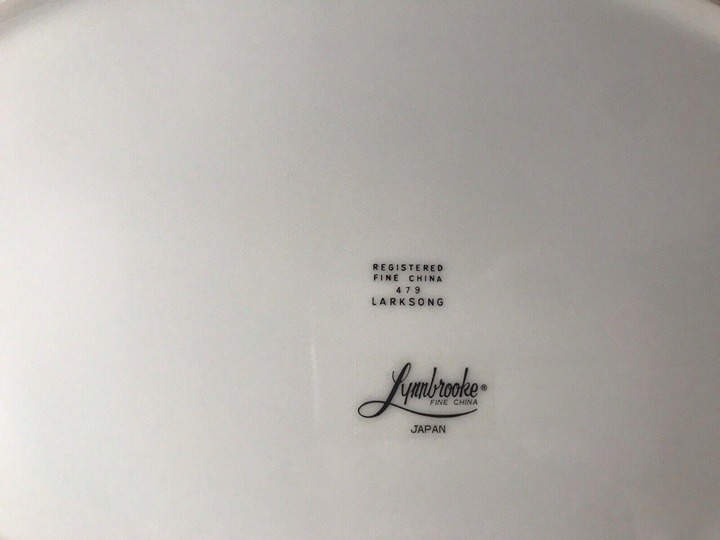 REGISTERED
FINE CHINA
479
LARKSONG
Lynnbrooke®
FINE CHINA
JAPAN